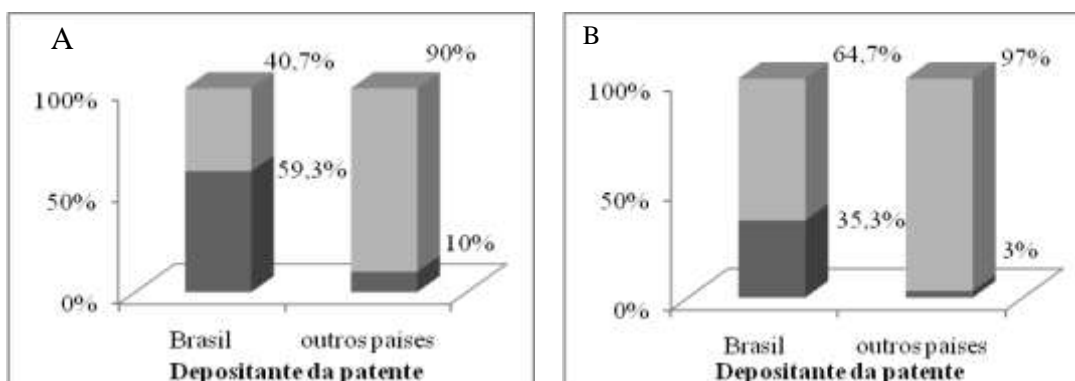 A
40,7%
90%
100%
59,3%
50%
10%
0%
Brasil
outros paises
Depositante da patente
B
64,7%
97%
100%
50%
35,3%
3%
0%
Brasil
outros paises
Depositante da patente